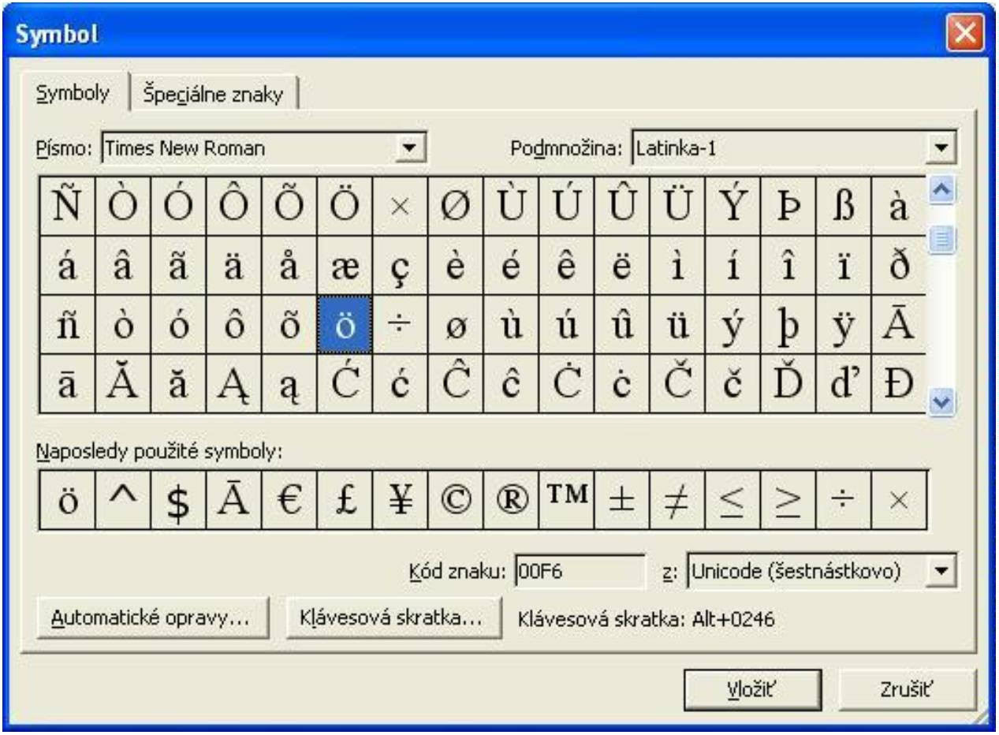 Symbol
Symboly Špeciálne znaky
Písmo: Times New Roman Podmnožina: Latinka-1
Ñ Ò Ó Ô Õ Ö × Ø Ù Ú Û Ü Ý Þ ß à
á â ã ä å æ ç è é ê ë ì í î ï ð
ñ ò ó ô õ ö ÷ ø ù ú û ü ý þ ÿ Ā
ā Ă ă Ą ą Ć ć Ĉ ĉ Ċ ċ Č č Ď ď Đ
Naposledy použité symboly:
ö ^ $ Ā € £ ¥ © ® ™ ± ≠ ≤ ≥ ÷ ×
Kód znaku: 00F6 z: Unicode (šestnástkovo)
Automatické opravy... Klávesová skratka... Klávesová skratka: Alt+0246
Vložiť Zrušiť